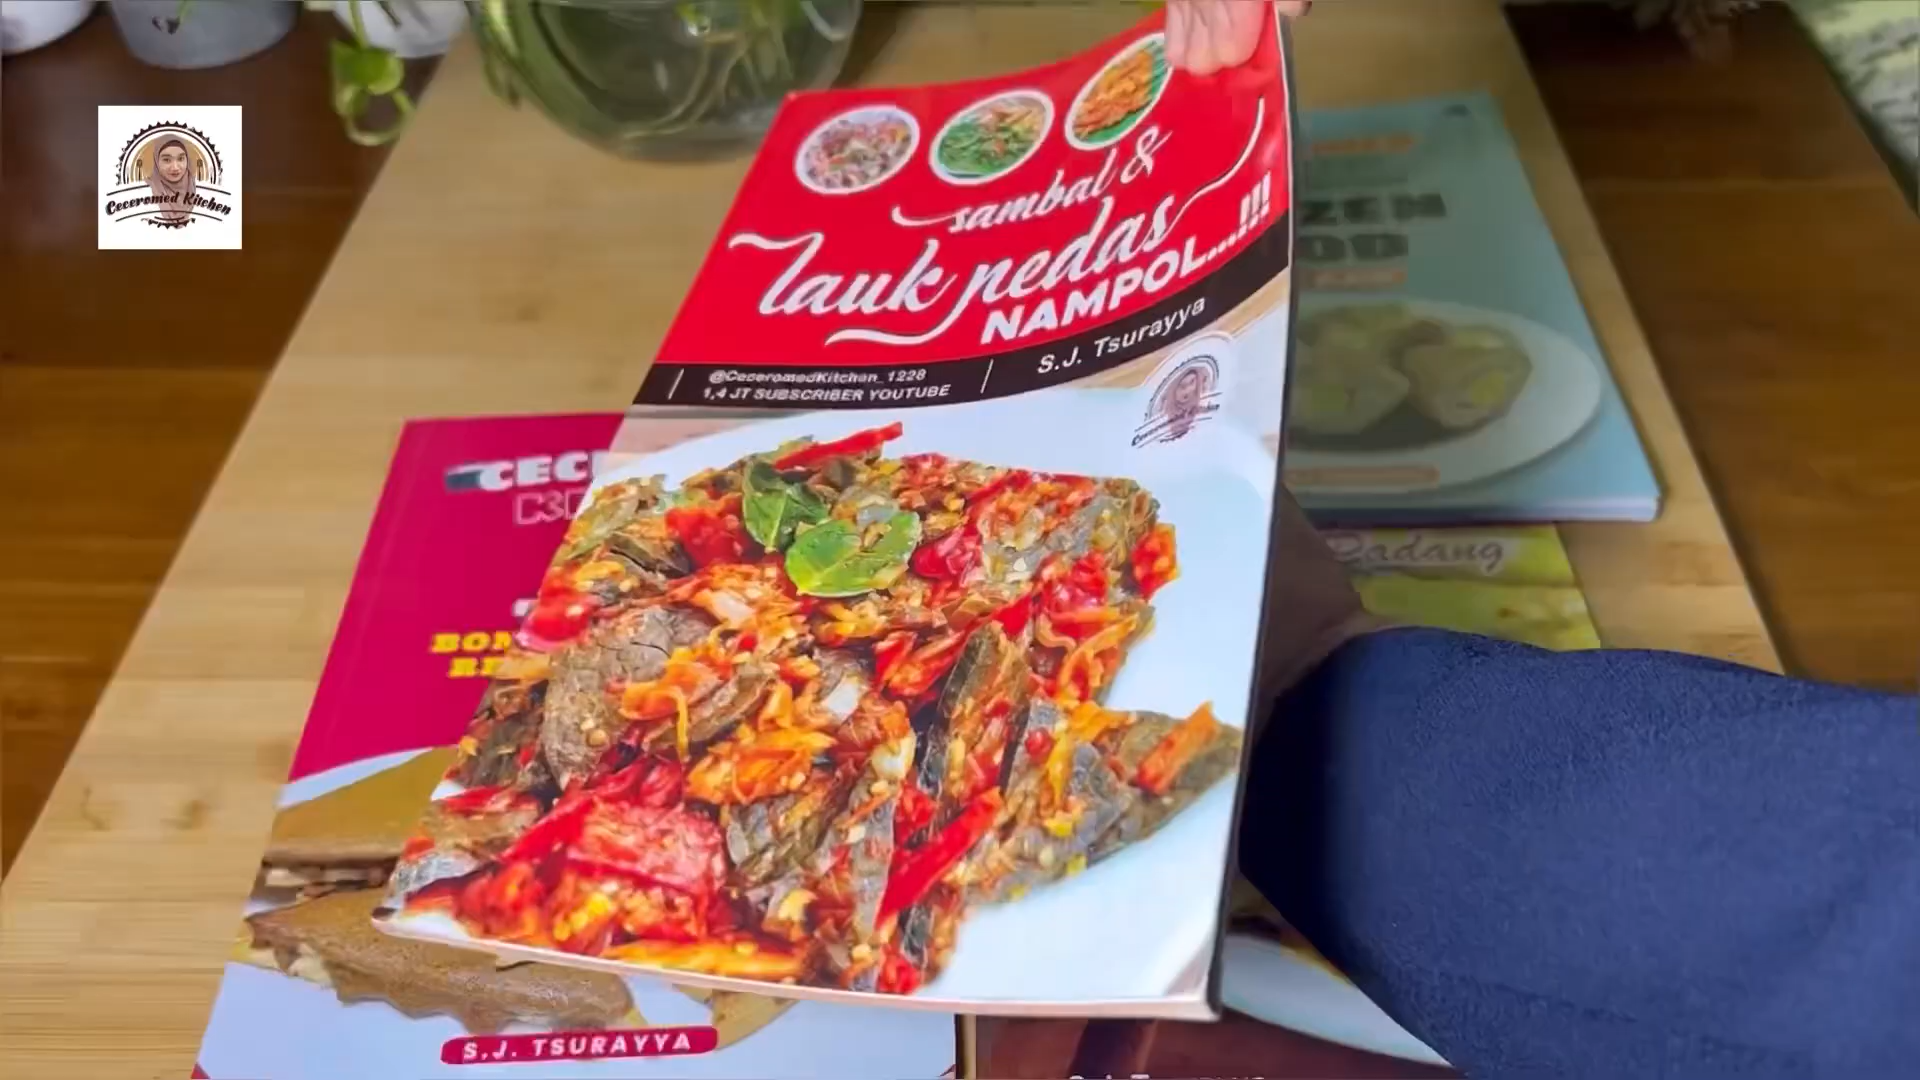 Ceceromed Kitchen
sambal &
lauk pedas
NAMPOL...!!!
S.J. Tsurayya
@CeceromedKitchen_1228
1,4 JT SUBSCRIBER YOUTUBE
Ceceromed Kitchen
Padang
S.J. TSURAYYA